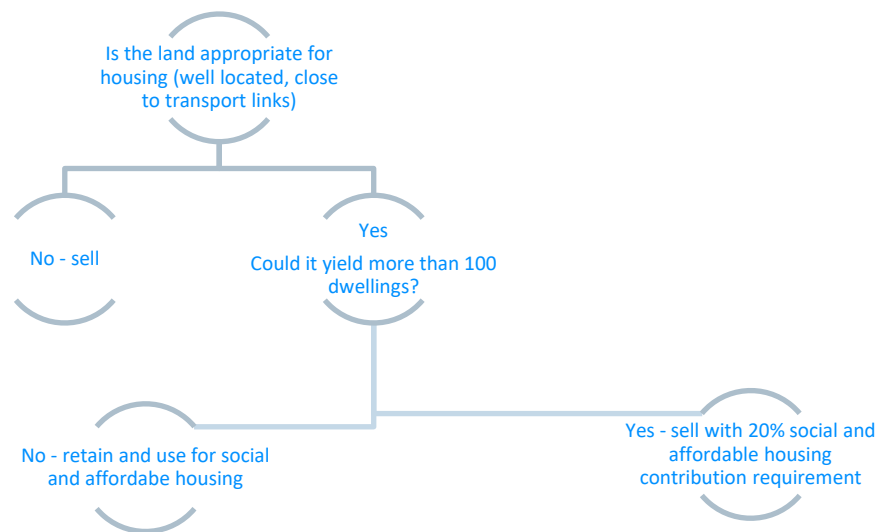 Is the land appropriate for
housing (well located, close
to transport links)
No - sell
Yes
Could it yield more than 100
dwellings?
No - retain and use for social
and affordabe housing
Yes - sell with 20% social and
affordable housing
contribution requirement